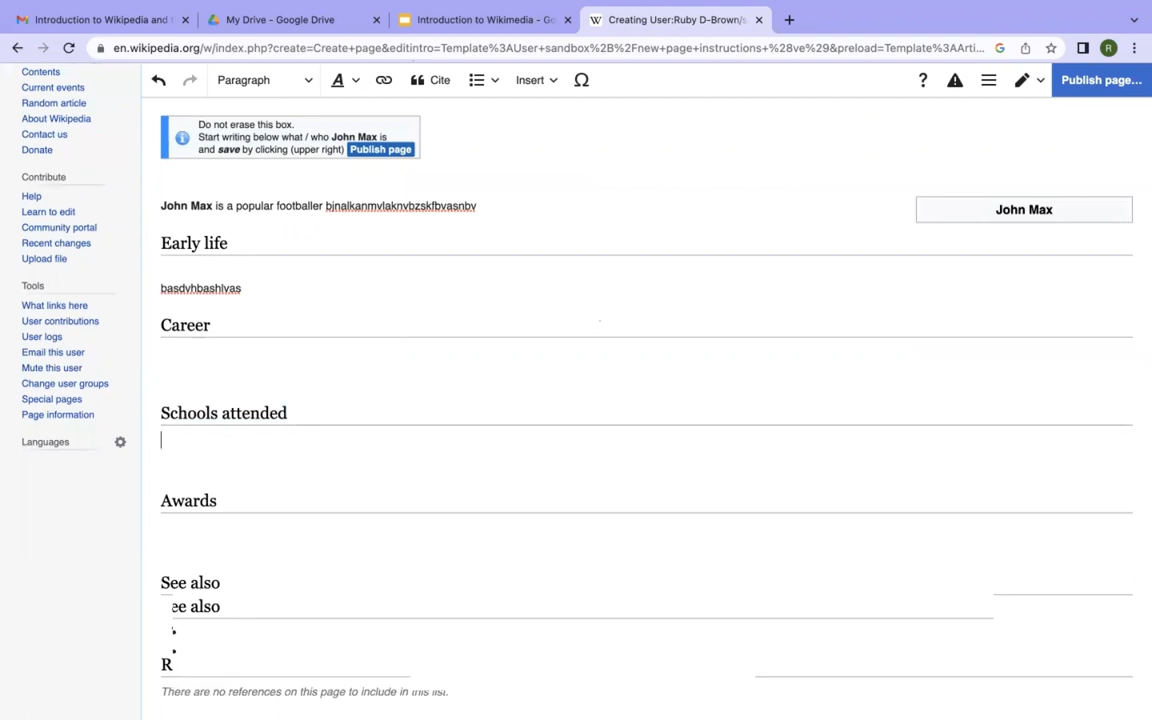 Introduction to Wikipedia and
My Drive - Google Drive
Introduction to Wikimedia - Go
Creating User:Ruby D-Brown/s
en.wikipedia.org/w/index.php?create=Create+page&editintro=Template%3AUser+sandbox%2B%2Fnew+page+instructions+%28ve%29&preload=Template%3AArti...
R
Paragraph
A
Cite
Insert
Ω
?
Publish page...
Contents
Current events
Random article
About Wikipedia
Contact us
Donate
Contribute
Help
Learn to edit
Community portal
Recent changes
Upload file
Tools
What links here
User contributions
User logs
Email this user
Mute this user
Change user groups
Special pages
Page information
Languages
Do not erase this box.
Start writing below what / who John Max is
and save by clicking (upper right) Publish page
John Max is a popular footballer bjnalkanmvlaknvbzskfbvasnbv
John Max
Early life
basdvhbashlvas
Career
Schools attended
Awards
See also
ee also
R
There are no references on this page to include in this list.